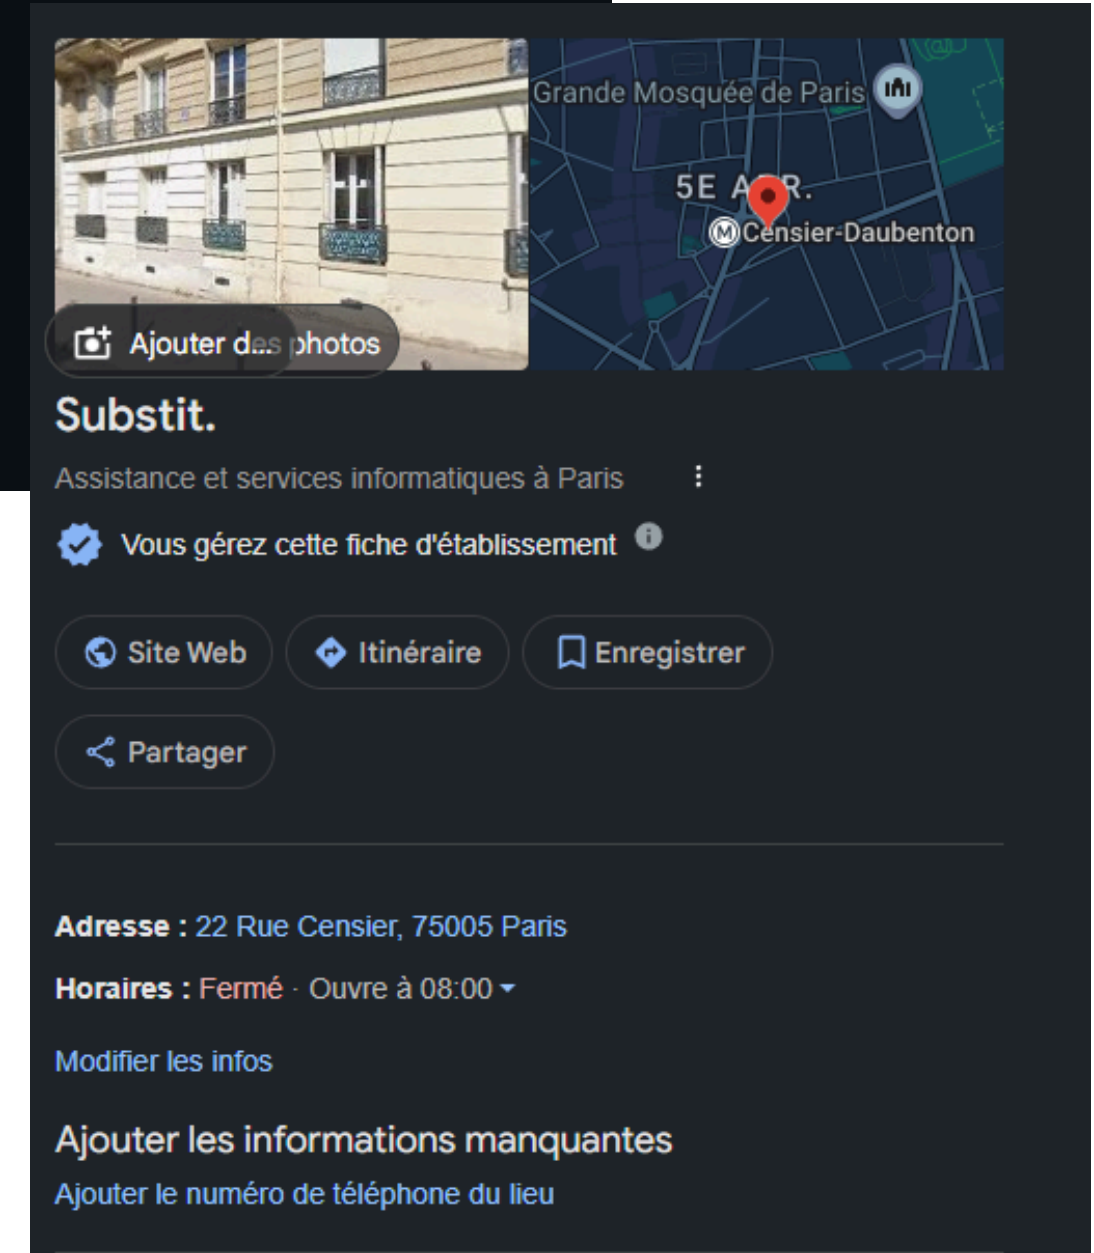 Grande Mosquée de Paris
5E A R.
M Censier-Daubenton
Ajouter d...es photos
Substit.
Assistance et services informatiques à Paris
Vous gérez cette fiche d'établissement
Site Web
Itinéraire
Enregistrer
Partager
Adresse : 22 Rue Censier, 75005 Paris
Horaires : Fermé · Ouvre à 08:00
Modifier les infos
Ajouter les informations manquantes
Ajouter le numéro de téléphone du lieu